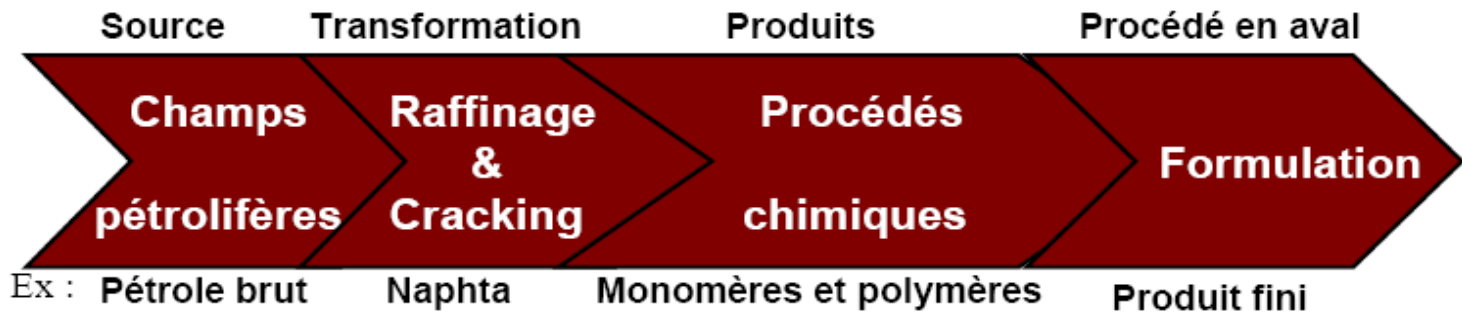 Source Transformation Produits Procédé en aval
Champs Raffinage Procédés
& Formulation
pétrolifères Cracking chimiques
Ex : Pétrole brut Naphta Monomères et polymères Produit fini